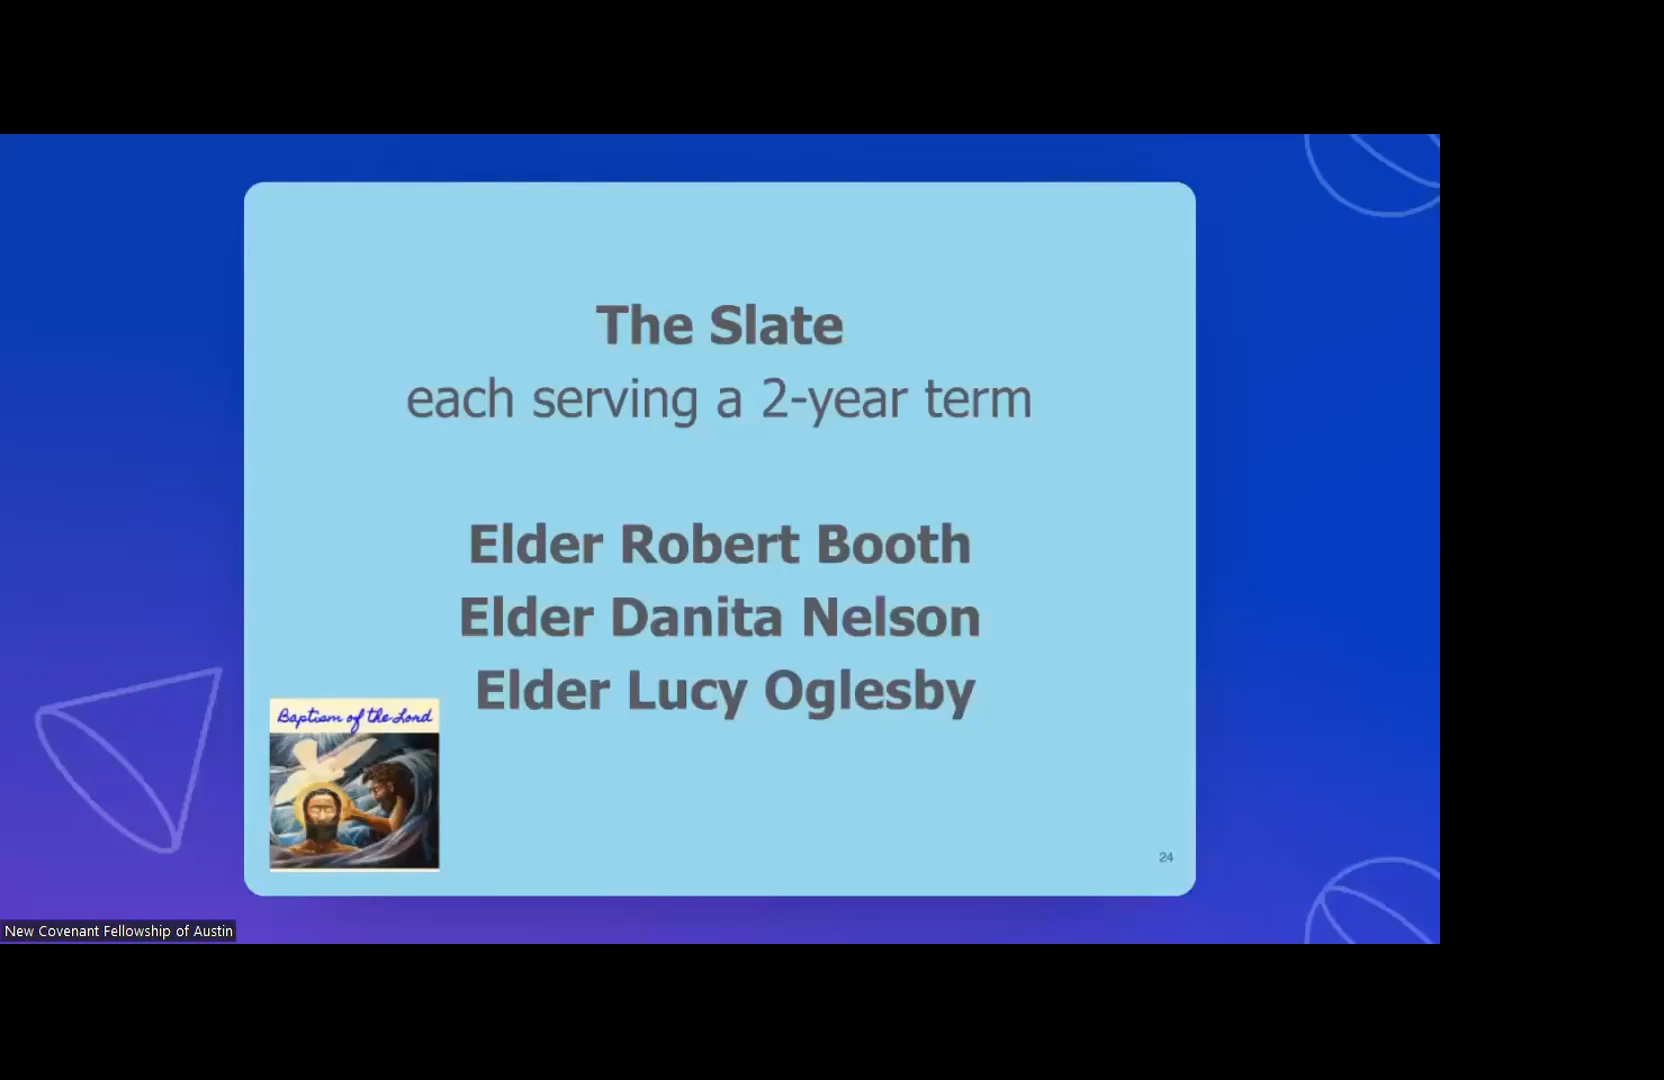 The Slate
each serving a 2-year term
Elder Robert Booth
Elder Danita Nelson
Elder Lucy Oglesby
Baptism of the Lord
24
New Covenant Fellowship of Austin